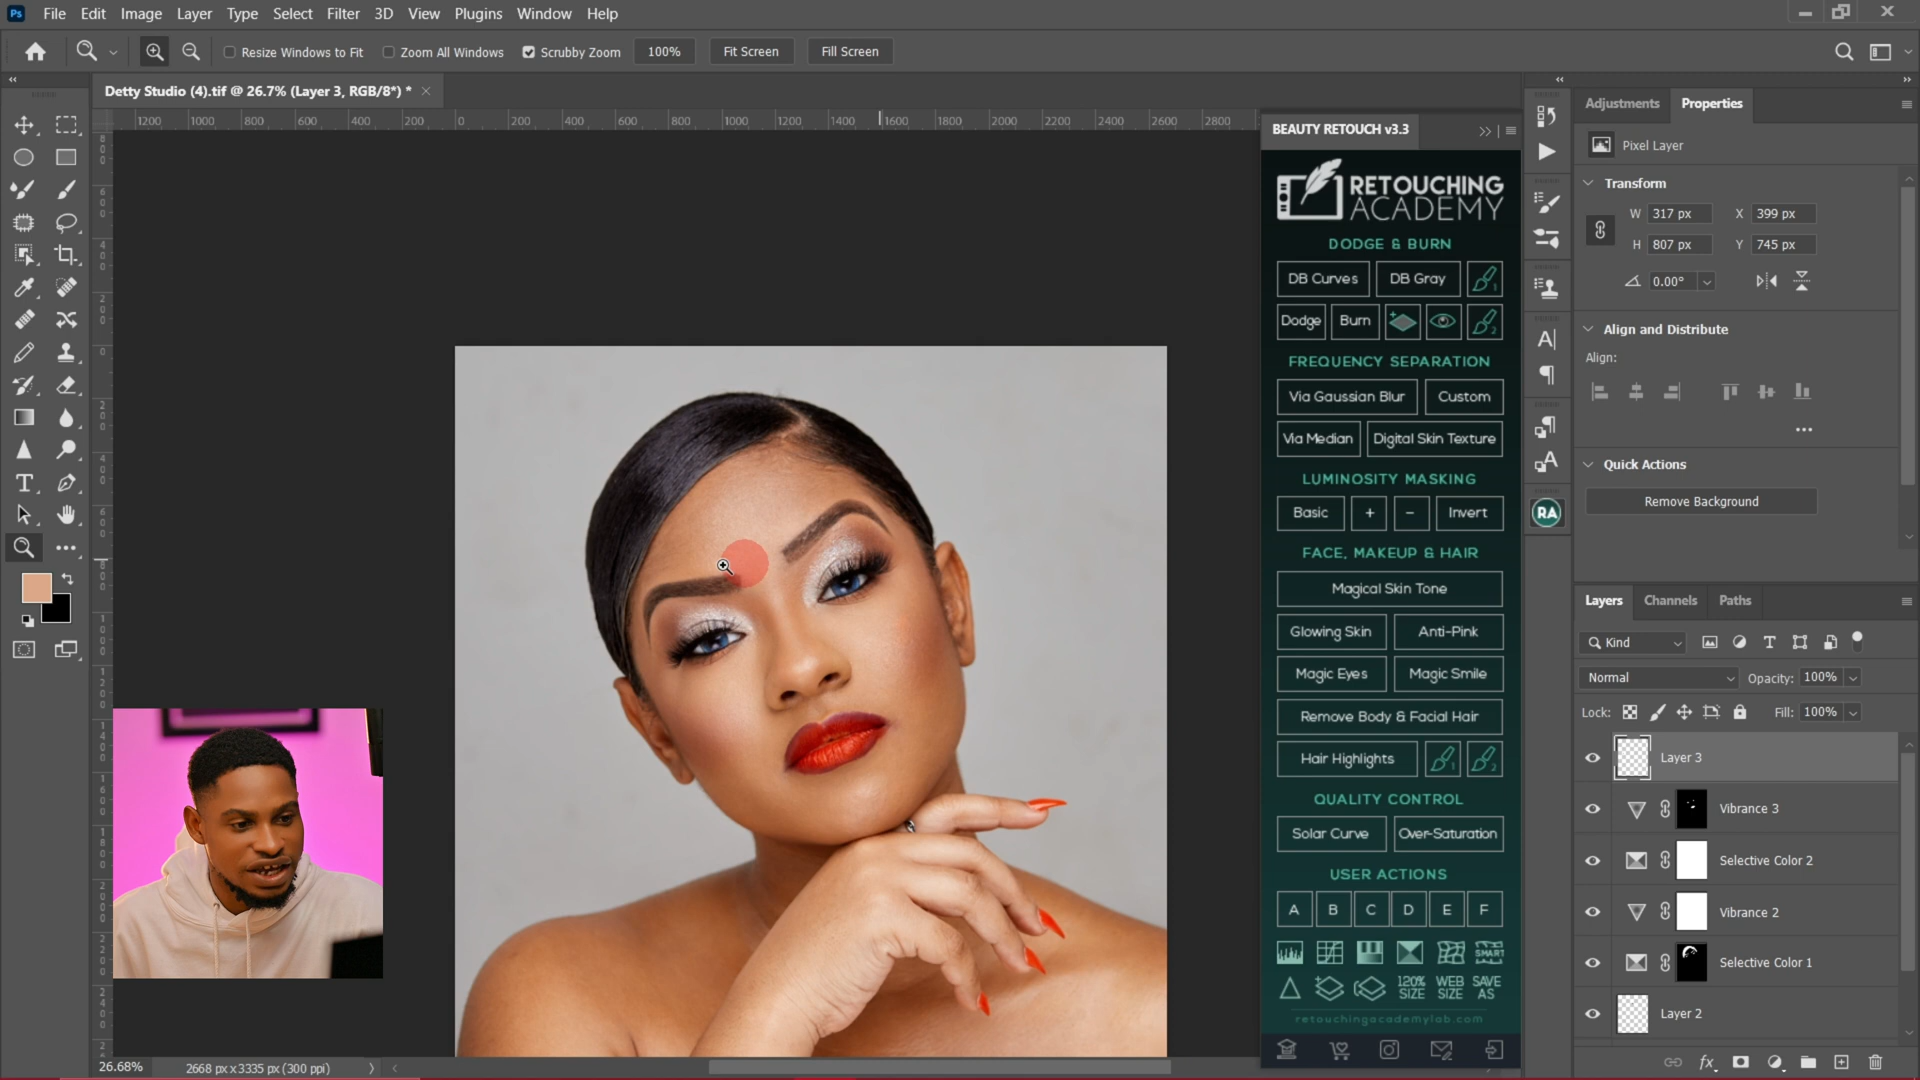 Ps File Edit Image Layer Type Select Filter 3D View Plugins Window Help
Resize Windows to Fit Zoom All Windows Scrubby Zoom 100% Fit Screen Fill Screen
Detty Studio (4).tif @ 26.7% (Layer 3, RGB/8*) * ×
1200 1000 800 600 400 200 0 200 400 600 800 1000 1200 1400 1600 1800 2000 2200 2400 2600 2800
BEAUTY RETOUCH v3.3
RETOUCHING
ACADEMY
DODGE & BURN
DB Curves DB Gray 1
Dodge Burn 2
FREQUENCY SEPARATION
Via Gaussian Blur Custom
Via Median Digital Skin Texture
LUMINOSITY MASKING
Basic + − Invert
FACE, MAKEUP & HAIR
Magical Skin Tone
Glowing Skin Anti-Pink
Magic Eyes Magic Smile
Remove Body & Facial Hair
Hair Highlights 1 2
QUALITY CONTROL
Solar Curve Over-Saturation
USER ACTIONS
A B C D E F
SMART
120% SIZE WEB SIZE SAVE AS
retouchingacademylab.com
RA
Adjustments Properties
Pixel Layer
Transform
W 317 px X 399 px
H 807 px Y 745 px
0.00°
Align and Distribute
Align:
Quick Actions
Remove Background
Layers Channels Paths
Kind
Normal Opacity: 100%
Lock: Fill: 100%
Layer 3
Vibrance 3
Selective Color 2
Vibrance 2
Selective Color 1
Layer 2
fx
26.68% 2668 px x 3335 px (300 ppi)